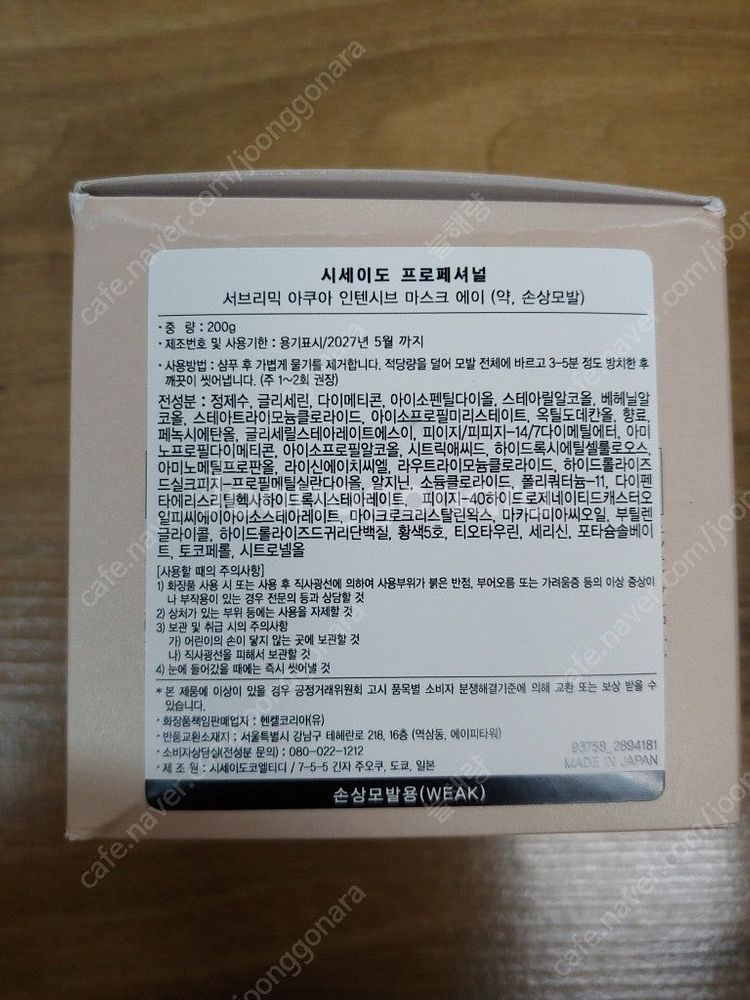 시세이도 프로페셔널
서브리믹 아쿠아 인텐시브 마스크 에이 (약, 손상모발)
· 중 량 : 200g
· 제조번호 및 사용기한 : 용기표시/2027년 5월 까지
· 사용방법 : 샴푸 후 가볍게 물기를 제거합니다. 적당량을 덜어 모발 전체에 바르고 3-5분 정도 방치한 후
깨끗이 씻어냅니다. (주 1~2회 권장)
전성분 : 정제수, 글리세린, 다이메티콘, 아이소펜틸다이올, 스테아릴알코올, 베헤닐알
코올, 스테아트라이모늄클로라이드, 아이소프로필미리스테이트, 옥틸도데칸올, 향료,
페녹시에탄올, 글리세릴스테아레이트에스이, 피이지/피피지-14/7다이메틸에터, 아미
노프로필다이메티콘, 아이소프로필알코올, 시트릭애씨드, 하이드록시에틸셀룰로오스,
아미노메틸프로판올, 라이신에이치씨엘, 라우트라이모늄클로라이드, 하이드롤라이즈
드실크피지-프로필메틸실란다이올, 알지닌, 소듐클로라이드, 폴리쿼터늄-11, 다이펜
타에리스리틸헥사하이드록시스테아레이트, 피이지-40하이드로제네이티드캐스터오
일피씨에이아이소스테아레이트, 마이크로크리스탈린왁스, 마카다미아씨오일, 부틸렌
글라이콜, 하이드롤라이즈드귀리단백질, 황색5호, 티오타우린, 세리신, 포타슘솔베이
트, 토코페롤, 시트로넬올
[사용할 때의 주의사항]
1) 화장품 사용 시 또는 사용 후 직사광선에 의하여 사용부위가 붉은 반점, 부어오름 또는 가려움증 등의 이상 증상이
나 부작용이 있는 경우 전문의 등과 상담할 것
2) 상처가 있는 부위 등에는 사용을 자제할 것
3) 보관 및 취급 시의 주의사항
가) 어린이의 손이 닿지 않는 곳에 보관할 것
나) 직사광선을 피해서 보관할 것
4) 눈에 들어갔을 때에는 즉시 씻어낼 것
* 본 제품에 이상이 있을 경우 공정거래위원회 고시 품목별 소비자 분쟁해결기준에 의해 교환 또는 보상 받을 수
있습니다.
· 화장품책임판매업자 : 헨켈코리아(유)
· 반품교환소재지 : 서울특별시 강남구 테헤란로 218, 16층 (역삼동, 에이피타워)
· 소비자상담실(전성분 문의) : 080-022-1212
· 제 조 원 : 시세이도코엘티디 / 7-5-5 긴자 주오쿠, 도쿄, 일본
93758_2894181
MADE IN JAPAN
손상모발용(WEAK)
cafe.naver.com/joonggonara
늘해랑